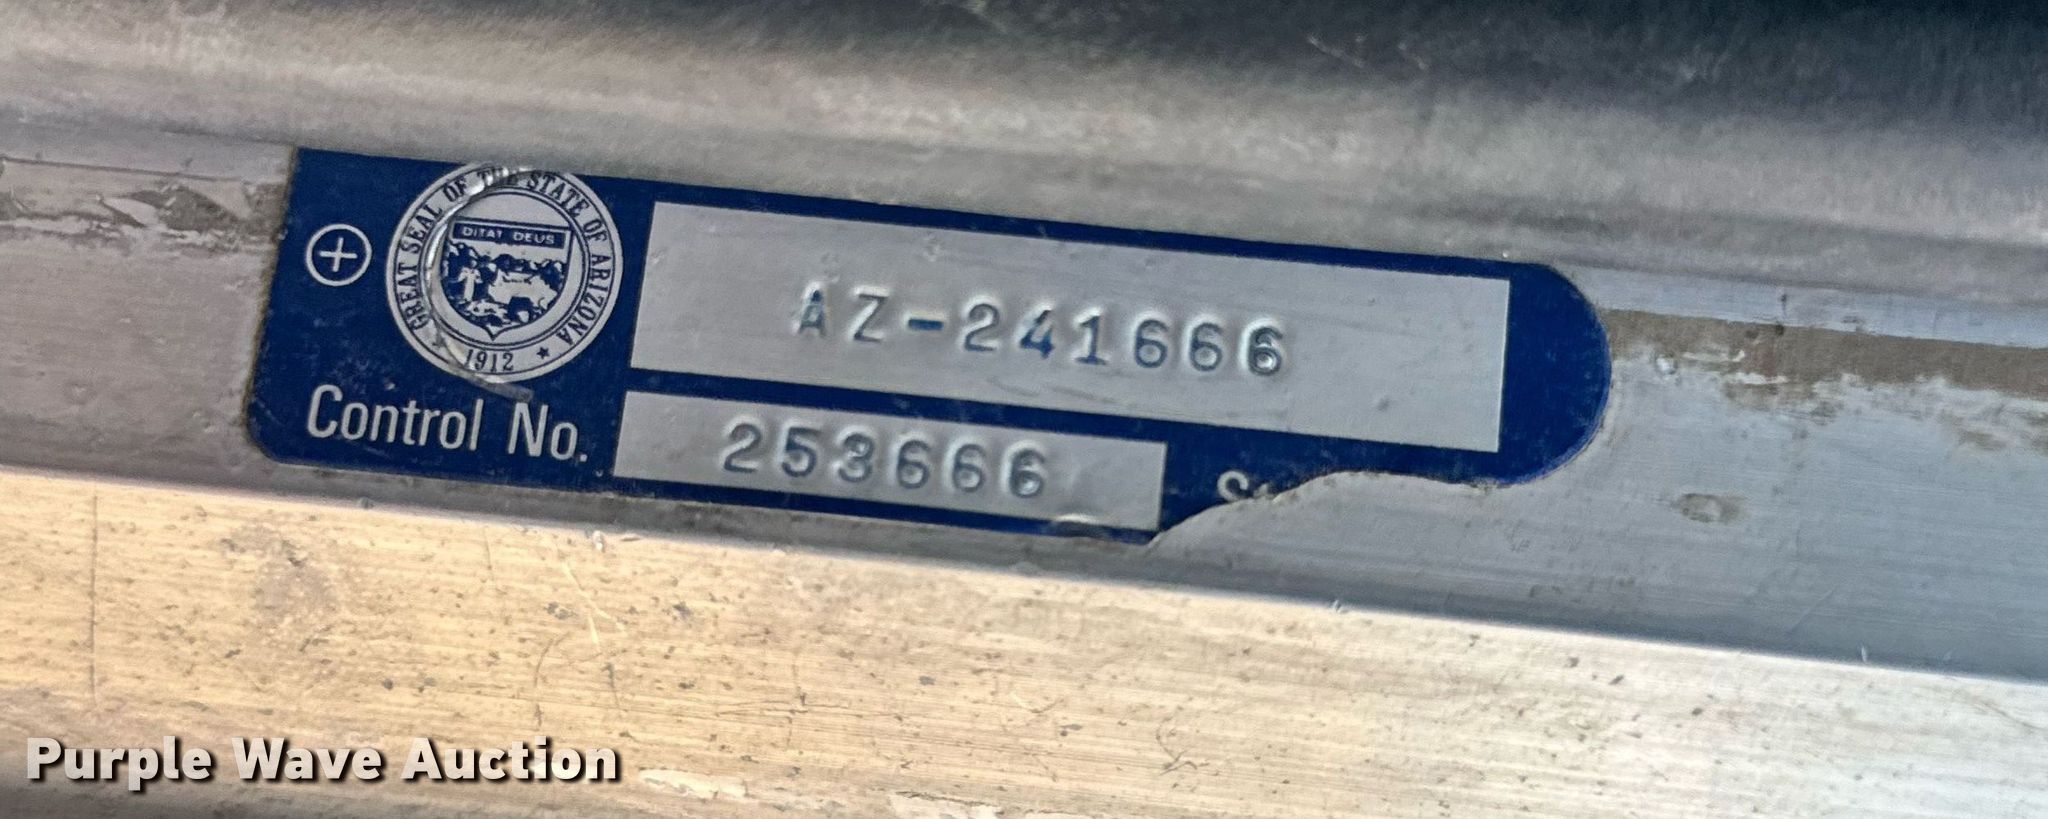 GREAT SEAL OF THE STATE OF ARIZONA
DITAT DEUS
1912
AZ-241666
Control No.
253666
Purple Wave Auction